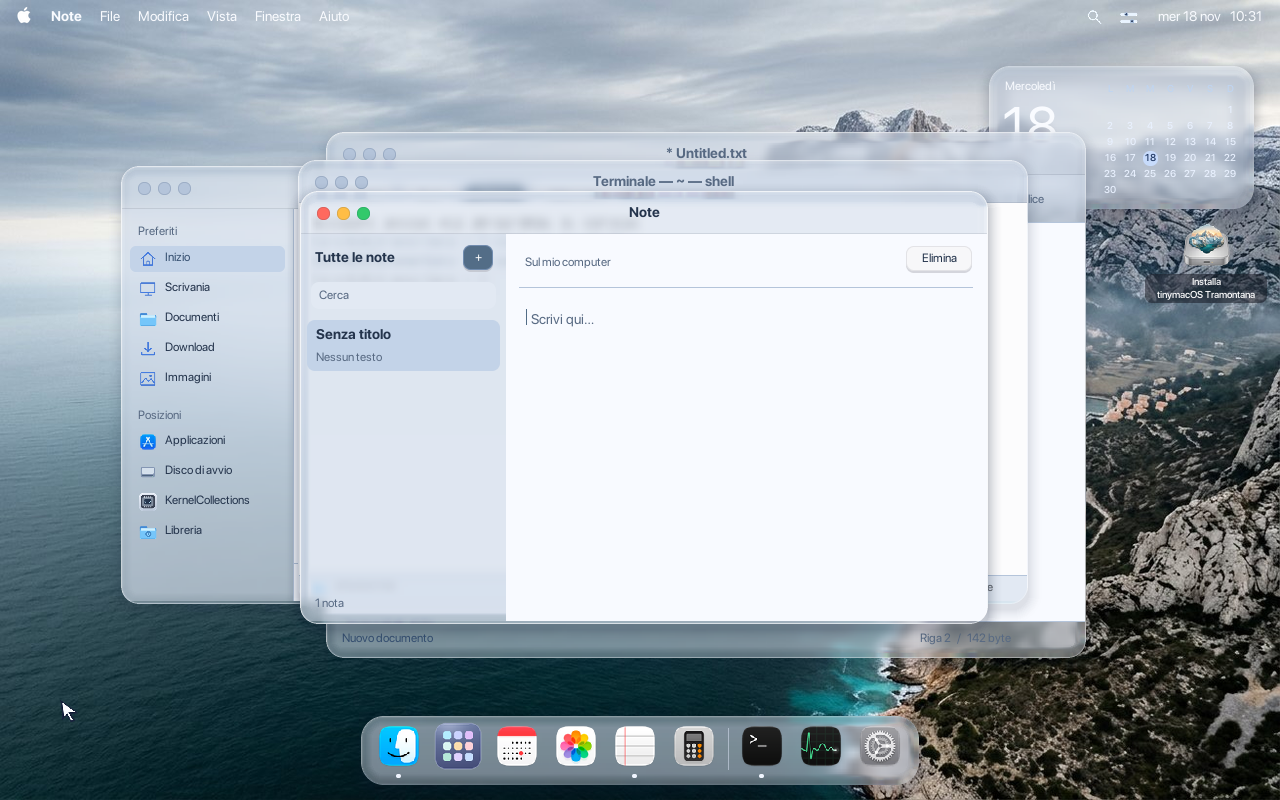 Note File Modifica Vista Finestra Aiuto mer 18 nov 10:31
Mercoledì
18
1
2 3 4 5 6 7 8
9 10 11 12 13 14 15
16 17 18 19 20 21 22
23 24 25 26 27 28 29
30
Installa
tinymacOS Tramontana
* Untitled.txt
Terminale — ~ — shell
Note
Preferiti
Inizio
Scrivania
Documenti
Download
Immagini
Posizioni
Applicazioni
Disco di avvio
KernelCollections
Libreria
Tutte le note +
Cerca
Senza titolo
Nessun testo
1 nota
Sul mio computer Elimina
Scrivi qui...
Nuovo documento Riga 2 / 142 byte